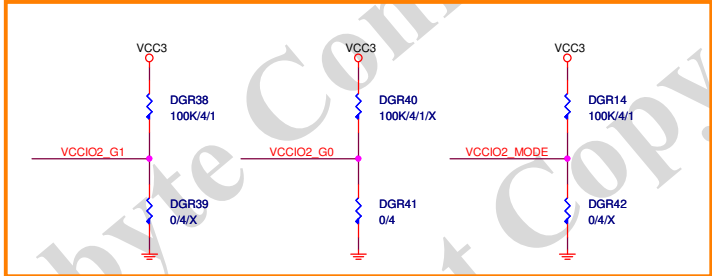 VCC3 VCC3 VCC3
DGR38 DGR40 DGR14
100K/4/1 100K/4/1/X 100K/4/1
VCCIO2_G1 VCCIO2_G0 VCCIO2_MODE
DGR39 DGR41 DGR42
0/4/X 0/4 0/4/X